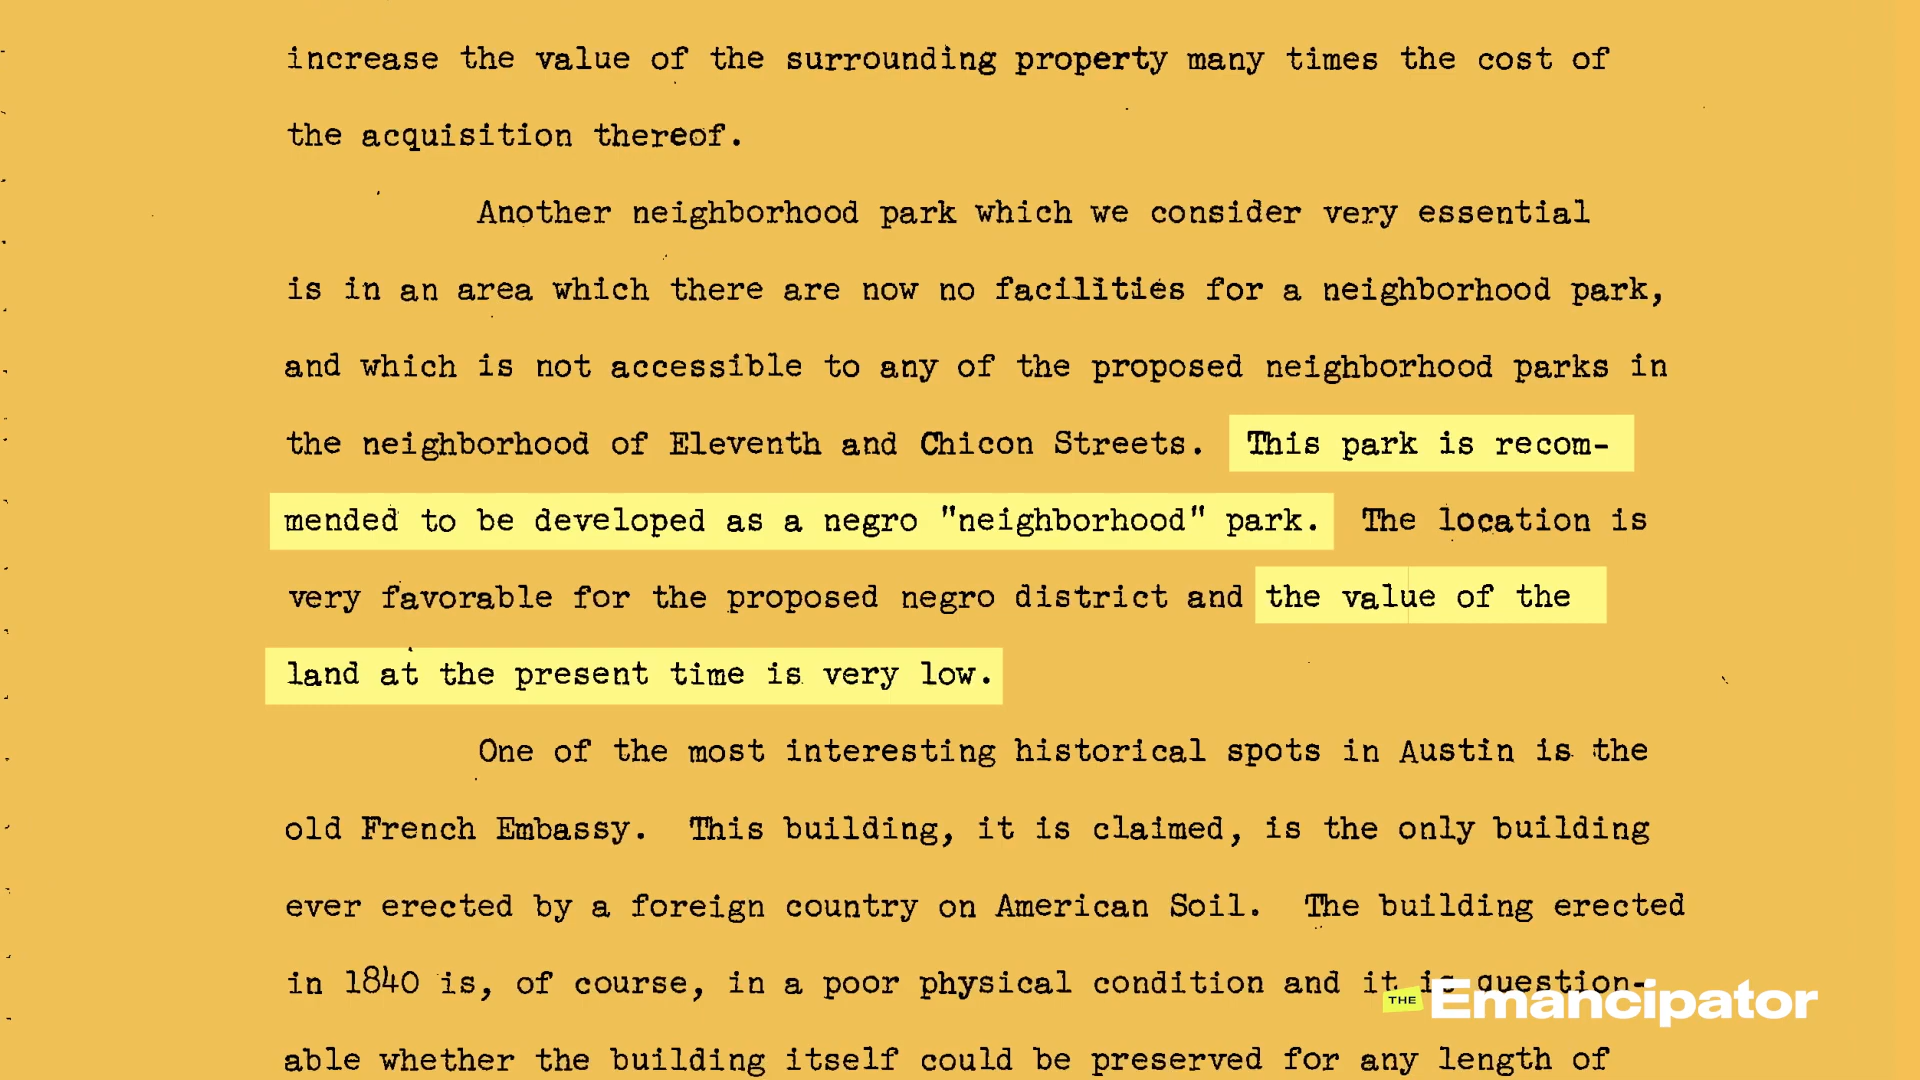 increase the value of the surrounding property many times the cost of
the acquisition thereof.
Another neighborhood park which we consider very essential
is in an area which there are now no facilities for a neighborhood park,
and which is not accessible to any of the proposed neighborhood parks in
the neighborhood of Eleventh and Chicon Streets. This park is recom-
mended to be developed as a negro "neighborhood" park. The location is
very favorable for the proposed negro district and the value of the
land at the present time is very low.
One of the most interesting historical spots in Austin is the
old French Embassy. This building, it is claimed, is the only building
ever erected by a foreign country on American Soil. The building erected
in 1840 is, of course, in a poor physical condition and it is question-
able whether the building itself could be preserved for any length of
THE Emancipator